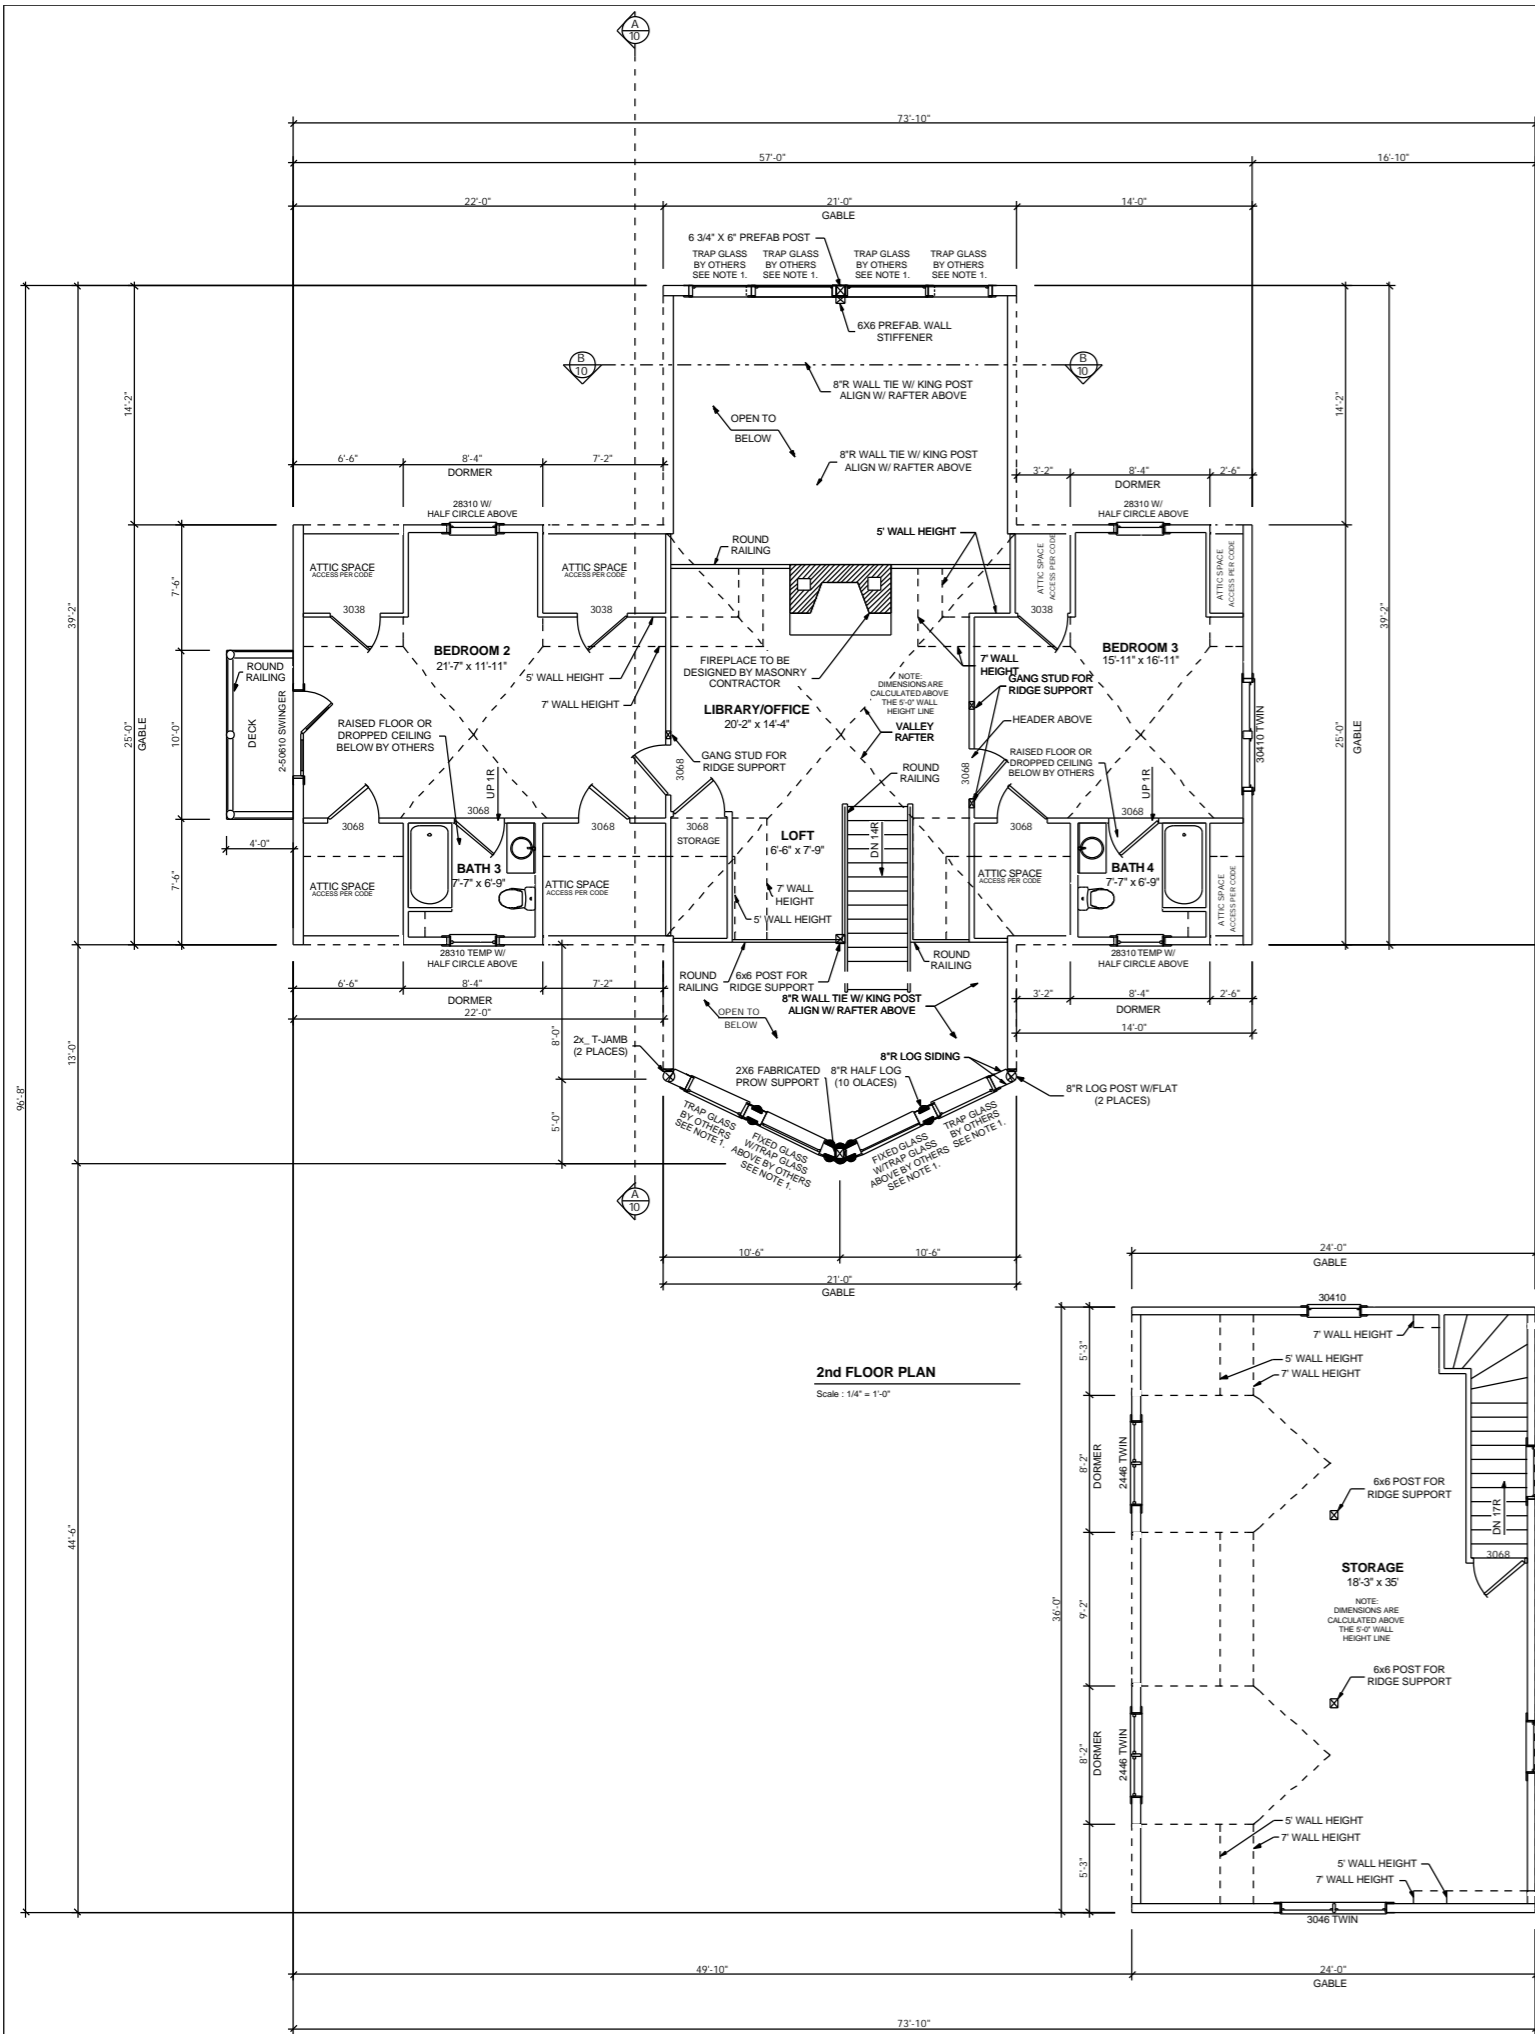 A
10
73'-10"
57'-0"
16'-10"
22'-0"
21'-0"
GABLE
14'-0"
6 3/4" X 6" PREFAB POST
TRAP GLASS
BY OTHERS
SEE NOTE 1.
TRAP GLASS
BY OTHERS
SEE NOTE 1.
TRAP GLASS
BY OTHERS
SEE NOTE 1.
TRAP GLASS
BY OTHERS
SEE NOTE 1.
6X6 PREFAB. WALL
STIFFENER
B
10
B
10
8"R WALL TIE W/ KING POST
ALIGN W/ RAFTER ABOVE
OPEN TO
BELOW
8"R WALL TIE W/ KING POST
ALIGN W/ RAFTER ABOVE
14'-2"
14'-2"
6'-6"
8'-4"
DORMER
7'-2"
3'-2"
8'-4"
DORMER
2'-6"
28310 W/
HALF CIRCLE ABOVE
28310 W/
HALF CIRCLE ABOVE
ROUND
RAILING
5' WALL HEIGHT
ATTIC SPACE
ACCESS PER CODE
ATTIC SPACE
ACCESS PER CODE
ATTIC SPACE
ACCESS PER CODE
ATTIC SPACE
ACCESS PER CODE
7'-6"
39'-2"
39'-2"
3038
3038
3038
BEDROOM 2
21'-7" x 11'-11"
BEDROOM 3
15'-11" x 16'-11"
ROUND
RAILING
5' WALL HEIGHT
7' WALL HEIGHT
FIREPLACE TO BE
DESIGNED BY MASONRY
CONTRACTOR
7' WALL
HEIGHT
NOTE:
DIMENSIONS ARE
CALCULATED ABOVE
THE 5'-0" WALL
HEIGHT LINE
GANG STUD FOR
RIDGE SUPPORT
LIBRARY/OFFICE
20'-2" x 14'-4"
HEADER ABOVE
VALLEY
RAFTER
25'-0"
GABLE
10'-0"
DECK
2-50610 SWINGER
RAISED FLOOR OR
DROPPED CEILING
BELOW BY OTHERS
GANG STUD FOR
RIDGE SUPPORT
ROUND
RAILING
RAISED FLOOR OR
DROPPED CEILING
BELOW BY OTHERS
30410 TWIN
25'-0"
GABLE
UP 1R
3068
3068
UP 1R
3068
3068
3068
3068
STORAGE
3068
3068
4'-0"
LOFT
6'-6" x 7'-9"
DN 14R
7'-6"
BATH 3
7'-7" x 6'-9"
BATH 4
7'-7" x 6'-9"
ATTIC SPACE
ACCESS PER CODE
ATTIC SPACE
ACCESS PER CODE
ATTIC SPACE
ACCESS PER CODE
ATTIC SPACE
ACCESS PER CODE
7' WALL
HEIGHT
5' WALL HEIGHT
28310 TEMP W/
HALF CIRCLE ABOVE
28310 TEMP W/
HALF CIRCLE ABOVE
ROUND
RAILING
6x6 POST FOR
RIDGE SUPPORT
ROUND
RAILING
6'-6"
8'-4"
DORMER
7'-2"
22'-0"
8"R WALL TIE W/ KING POST
ALIGN W/ RAFTER ABOVE
OPEN TO
BELOW
3'-2"
8'-4"
DORMER
2'-6"
14'-0"
2x_ T-JAMB
(2 PLACES)
8'-0"
13'-0"
2X6 FABRICATED
PROW SUPPORT
8"R HALF LOG
(10 OLACES)
8"R LOG SIDING
8"R LOG POST W/FLAT
(2 PLACES)
96'-8"
5'-0"
TRAP GLASS
BY OTHERS
SEE NOTE 1.
FIXED GLASS
W/TRAP GLASS
ABOVE BY OTHERS
SEE NOTE 1.
FIXED GLASS
W/TRAP GLASS
ABOVE BY OTHERS
SEE NOTE 1.
TRAP GLASS
BY OTHERS
SEE NOTE 1.
A
10
10'-6"
10'-6"
21'-0"
GABLE
24'-0"
GABLE
30410
7' WALL HEIGHT
5' WALL HEIGHT
7' WALL HEIGHT
5'-3"
2nd FLOOR PLAN
Scale : 1/4" = 1'-0"
8'-2"
DORMER
2446 TWIN
6x6 POST FOR
RIDGE SUPPORT
DN 17R
3068
44'-6"
36'-0"
9'-2"
STORAGE
18'-3" x 35'
NOTE:
DIMENSIONS ARE
CALCULATED ABOVE
THE 5'-0" WALL
HEIGHT LINE
6x6 POST FOR
RIDGE SUPPORT
8'-2"
DORMER
2446 TWIN
5' WALL HEIGHT
7' WALL HEIGHT
5'-3"
5' WALL HEIGHT
7' WALL HEIGHT
3046 TWIN
49'-10"
24'-0"
GABLE
73'-10"